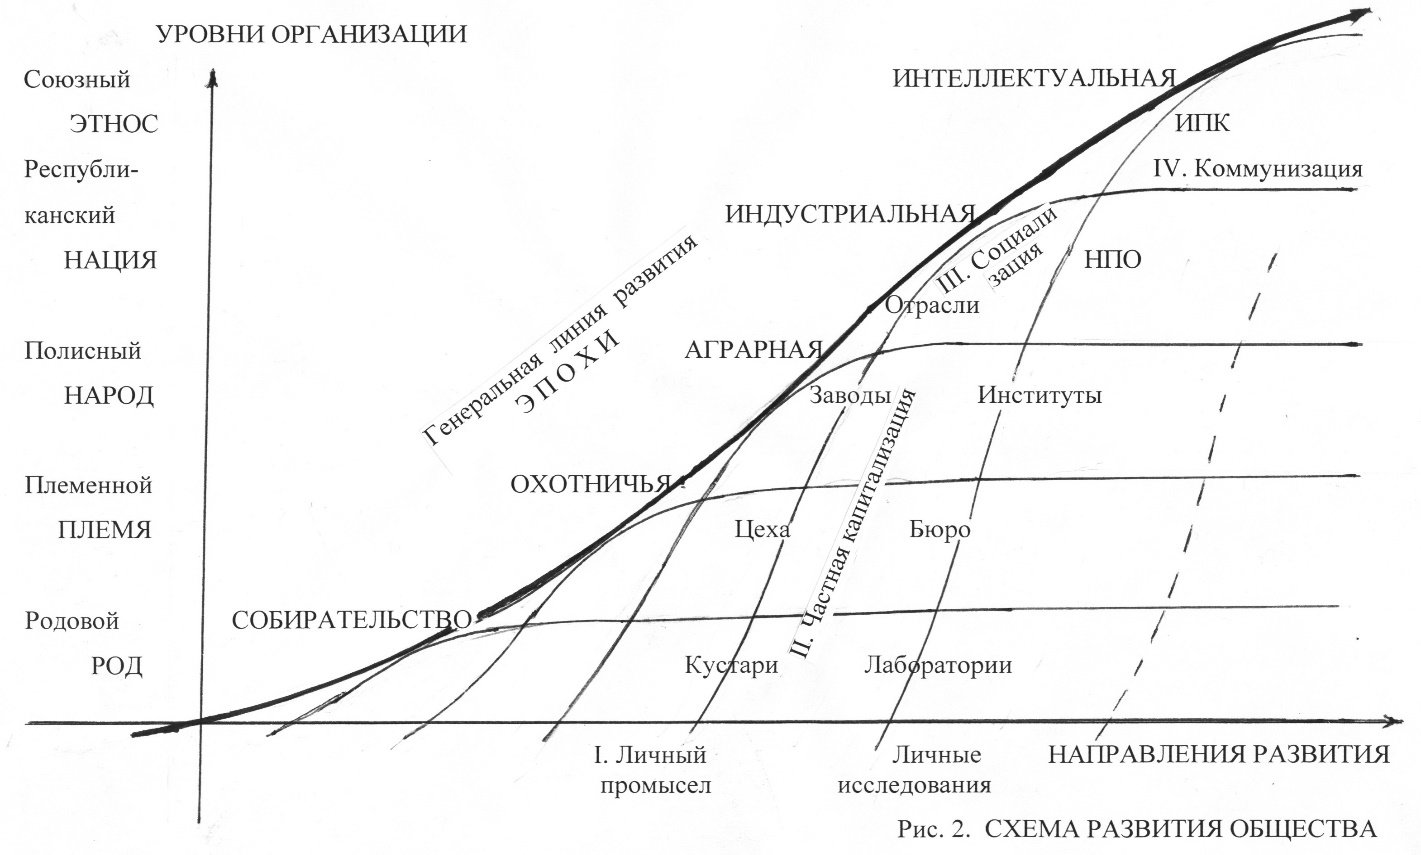 УРОВНИ ОРГАНИЗАЦИИ
Союзный
ЭТНОС
Республи-
канский
НАЦИЯ
Полисный
НАРОД
Племенной
ПЛЕМЯ
Родовой
РОД
ИНТЕЛЛЕКТУАЛЬНАЯ
ИПК
IV. Коммунизация
ИНДУСТРИАЛЬНАЯ
III. Социали
зация
НПО
Генеральная линия развития
ЭПОХИ
Отрасли
АГРАРНАЯ
Заводы
Институты
ОХОТНИЧЬЯ
II. Частная капитализация
Цеха
Бюро
СОБИРАТЕЛЬСТВО
Кустари
Лаборатории
I. Личный
промысел
Личные
исследования
НАПРАВЛЕНИЯ РАЗВИТИЯ
Рис. 2. СХЕМА РАЗВИТИЯ ОБЩЕСТВА